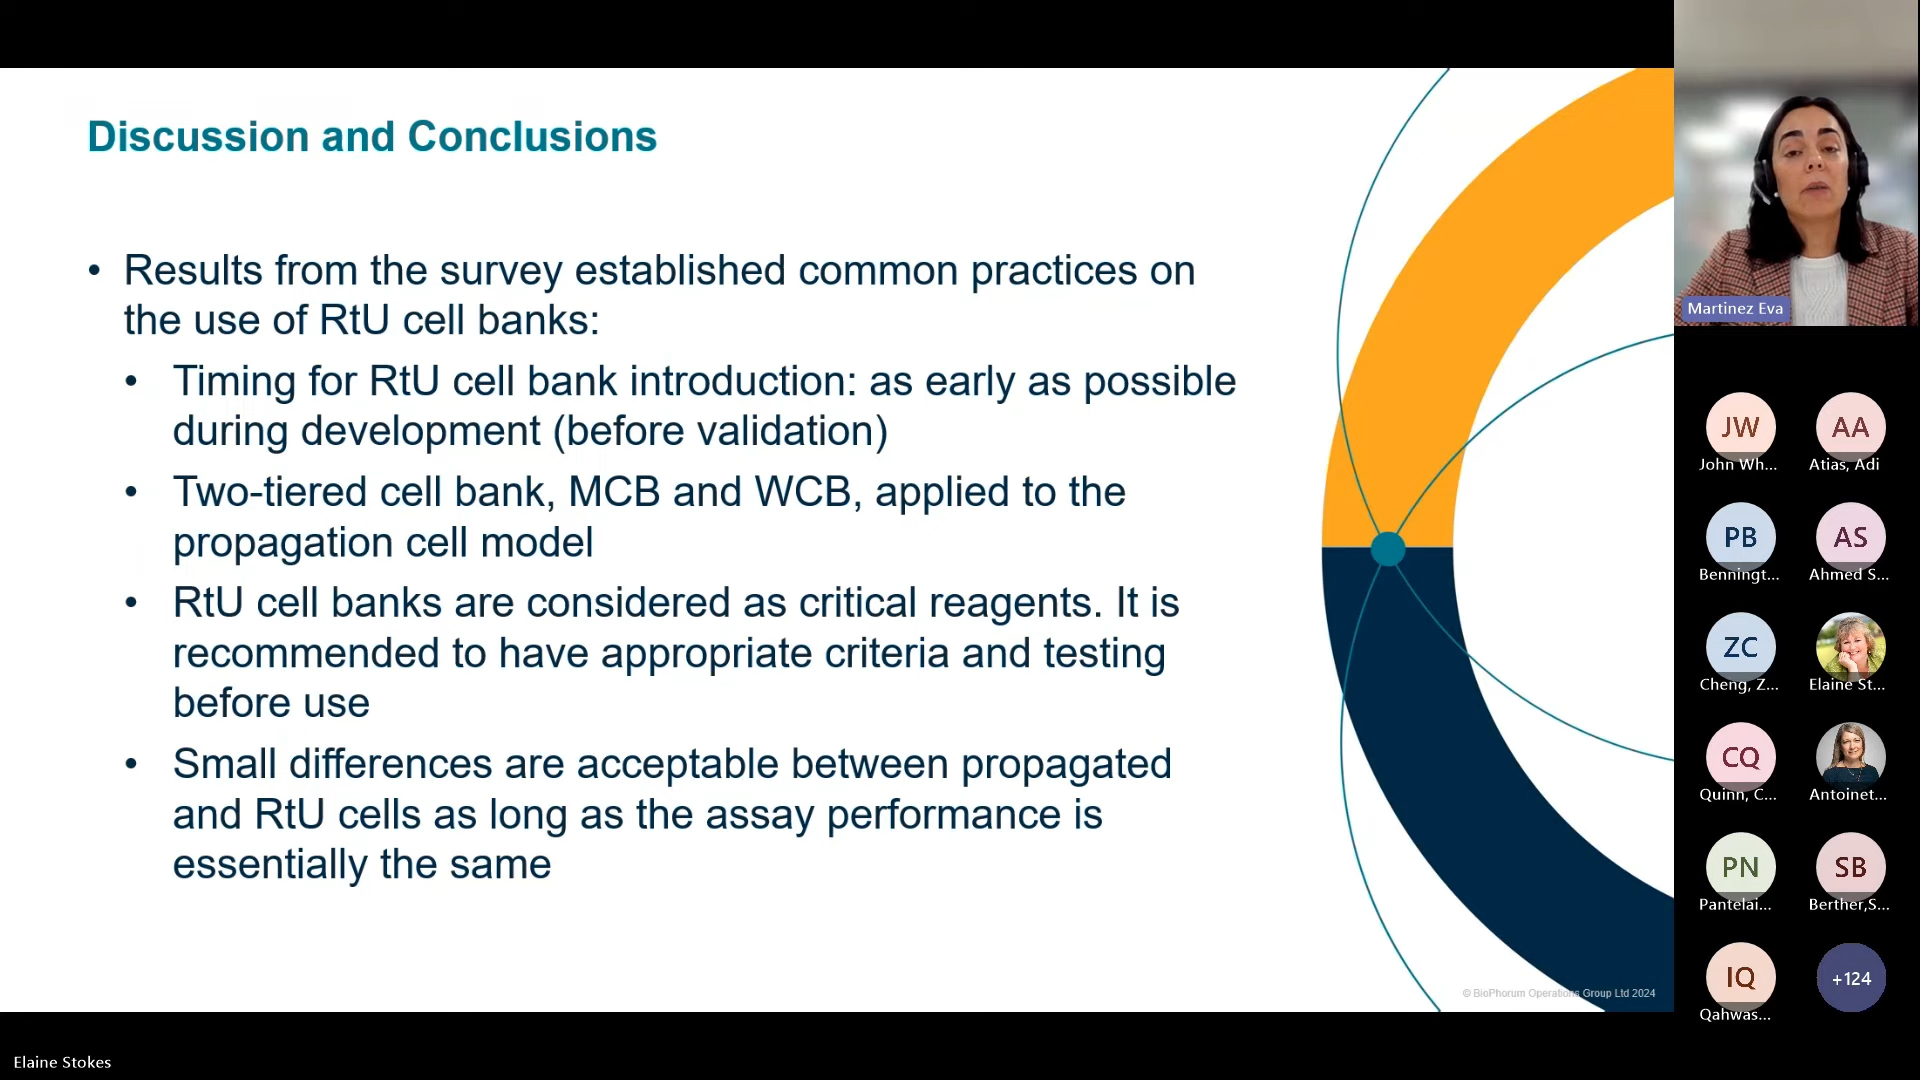 Discussion and Conclusions
• Results from the survey established common practices on
the use of RtU cell banks:
• Timing for RtU cell bank introduction: as early as possible
during development (before validation)
• Two-tiered cell bank, MCB and WCB, applied to the
propagation cell model
• RtU cell banks are considered as critical reagents. It is
recommended to have appropriate criteria and testing
before use
• Small differences are acceptable between propagated
and RtU cells as long as the assay performance is
essentially the same
© BioPhorum Operations Group Ltd 2024
Martinez Eva
JW
AA
John Wh...
Atias, Adi
PB
AS
Benningt...
Ahmed S...
ZC
Cheng, Z...
Elaine St...
CQ
Quinn, C...
Antoinet...
PN
SB
Pantelai...
Berther,S...
IQ
+124
Qahwas...
Elaine Stokes